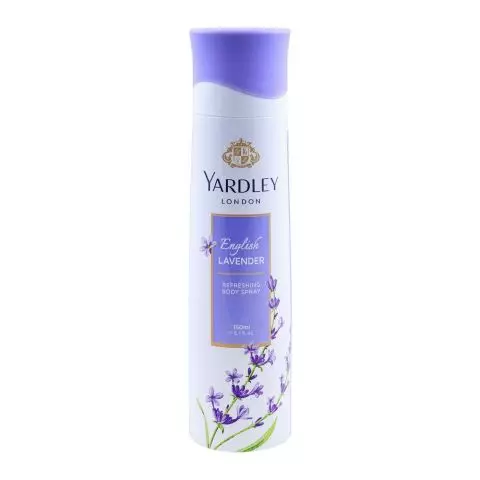 YARDLEY
LONDON
English
LAVENDER
REFRESHING
BODY SPRAY
150ml